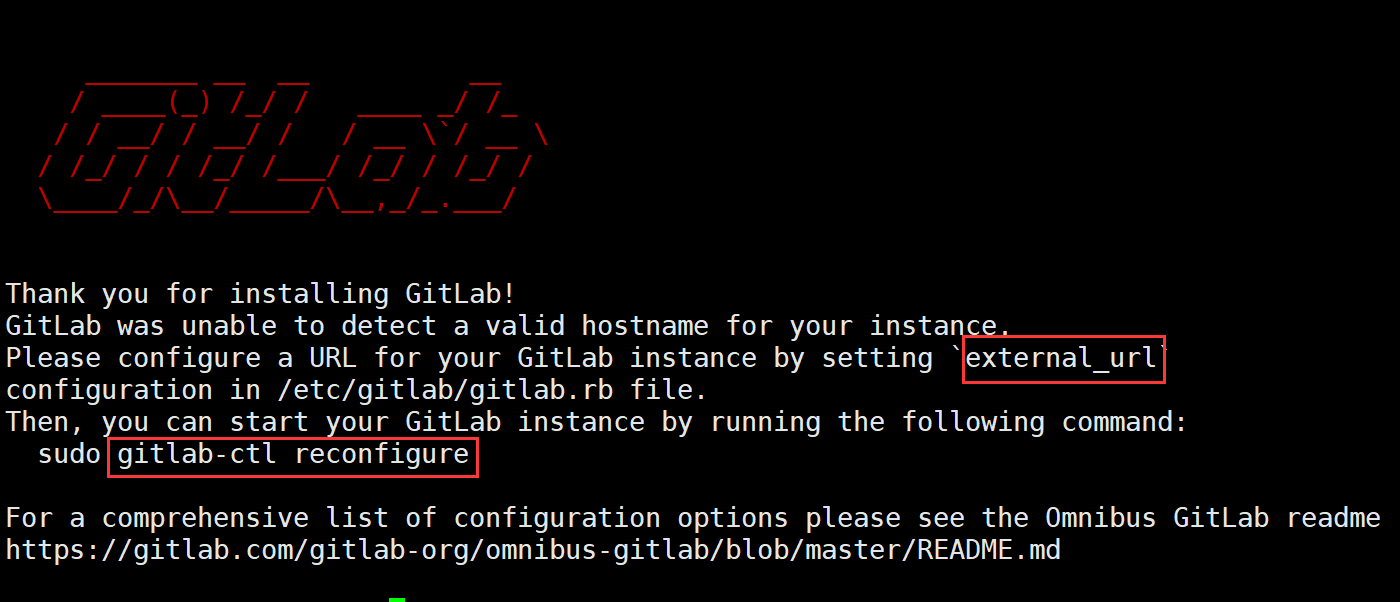 GitLab
Thank you for installing GitLab!
GitLab was unable to detect a valid hostname for your instance.
Please configure a URL for your GitLab instance by setting `external_url`
configuration in /etc/gitlab/gitlab.rb file.
Then, you can start your GitLab instance by running the following command:
sudo gitlab-ctl reconfigure
For a comprehensive list of configuration options please see the Omnibus GitLab readme
https://gitlab.com/gitlab-org/omnibus-gitlab/blob/master/README.md